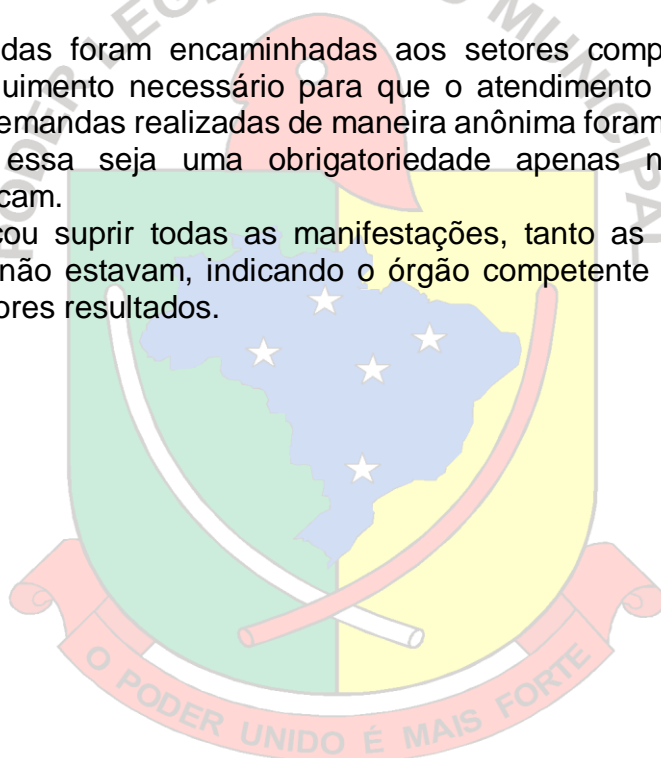 PODER LEGISLATIVO MUNICIPAL
das foram encaminhadas aos setores comp
uimento necessário para que o atendimento
emandas realizadas de maneira anônima foram
essa seja uma obrigatoriedade apenas n
cam.
ou suprir todas as manifestações, tanto as
não estavam, indicando o órgão competente
ores resultados.
O PODER UNIDO É MAIS FORTE